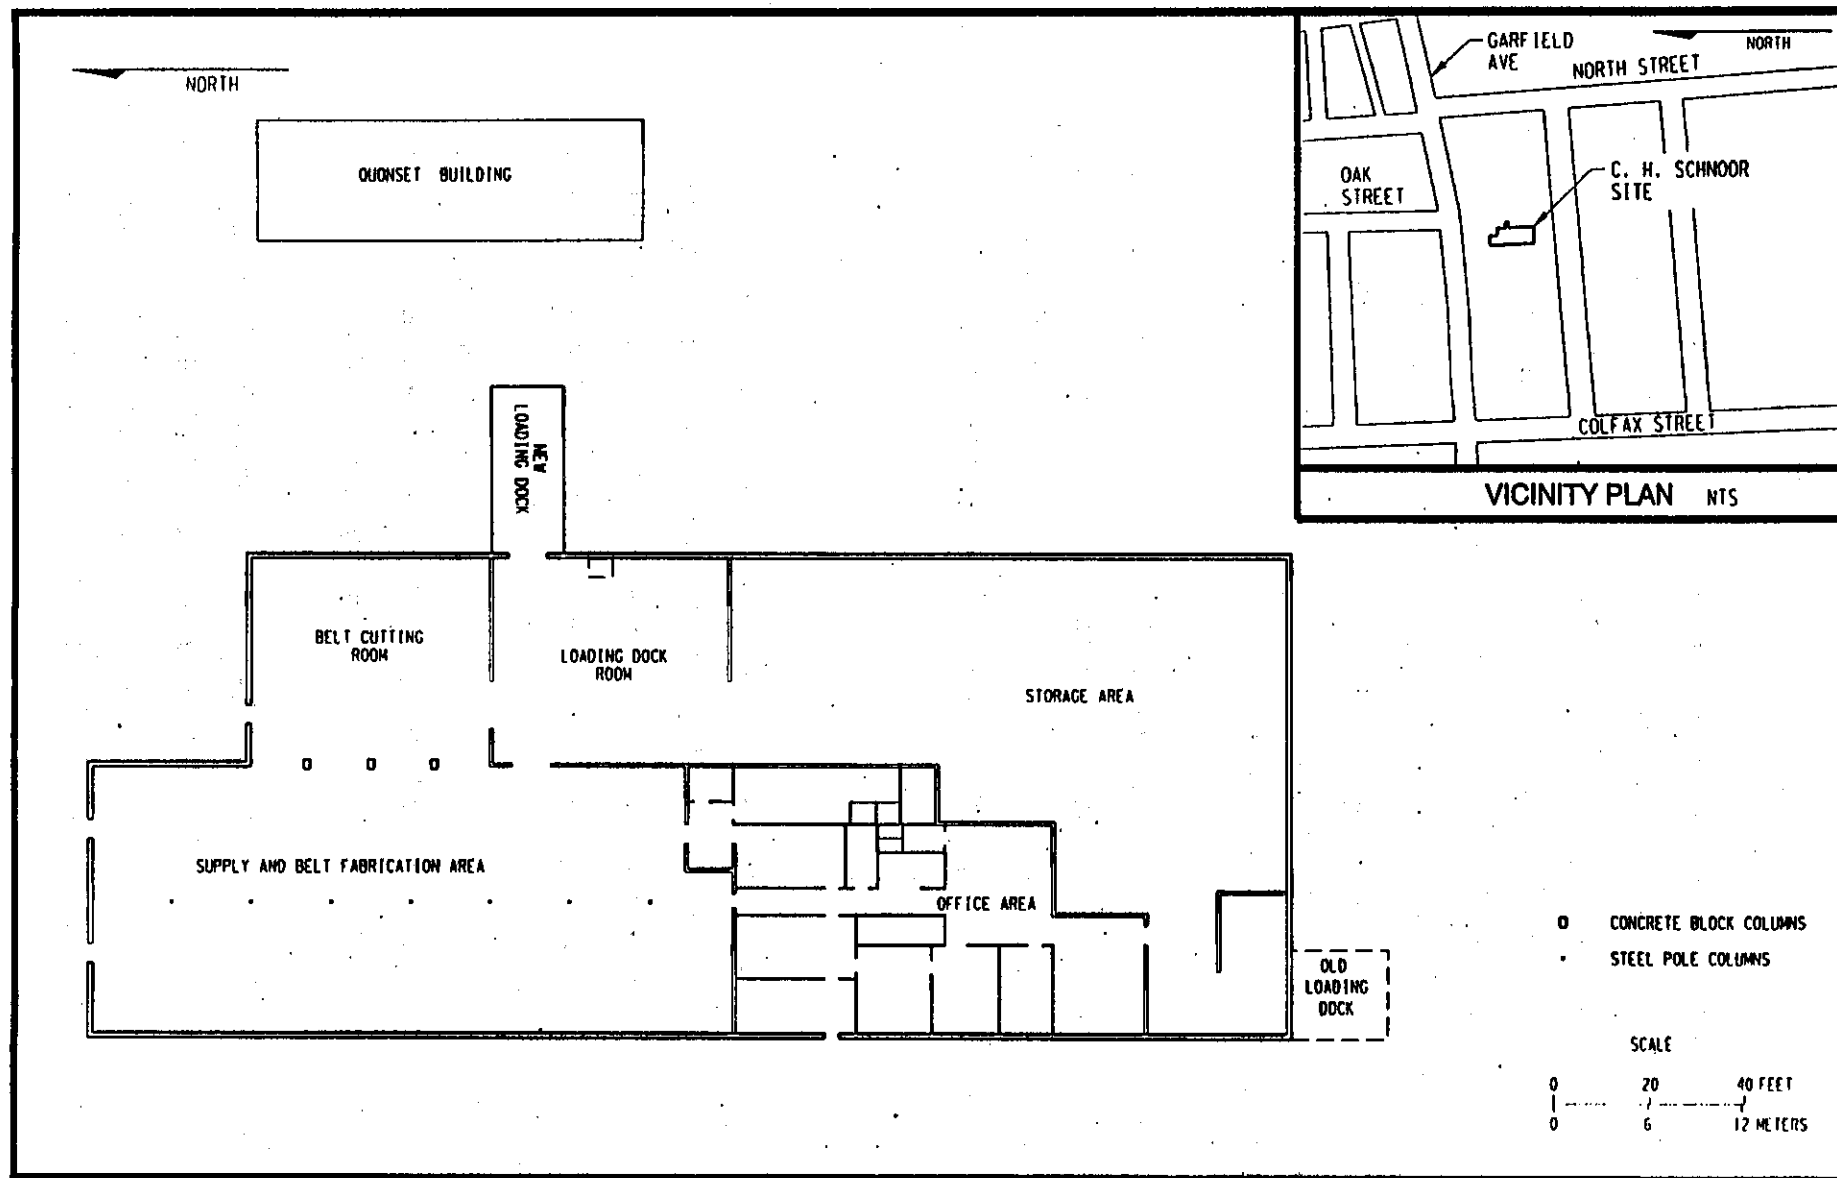 NORTH
QUONSET BUILDING
NEW
LOADING DOCK
BELT CUTTING
ROOM
LOADING DOCK
ROOM
STORAGE AREA
SUPPLY AND BELT FABRICATION AREA
OFFICE AREA
OLD
LOADING
DOCK
GARFIELD
AVE
NORTH
NORTH STREET
OAK
STREET
C. H. SCHNOOR
SITE
COLFAX STREET
VICINITY PLAN NTS
CONCRETE BLOCK COLUMNS
STEEL POLE COLUMNS
SCALE
0 20 40 FEET
0 6 12 METERS